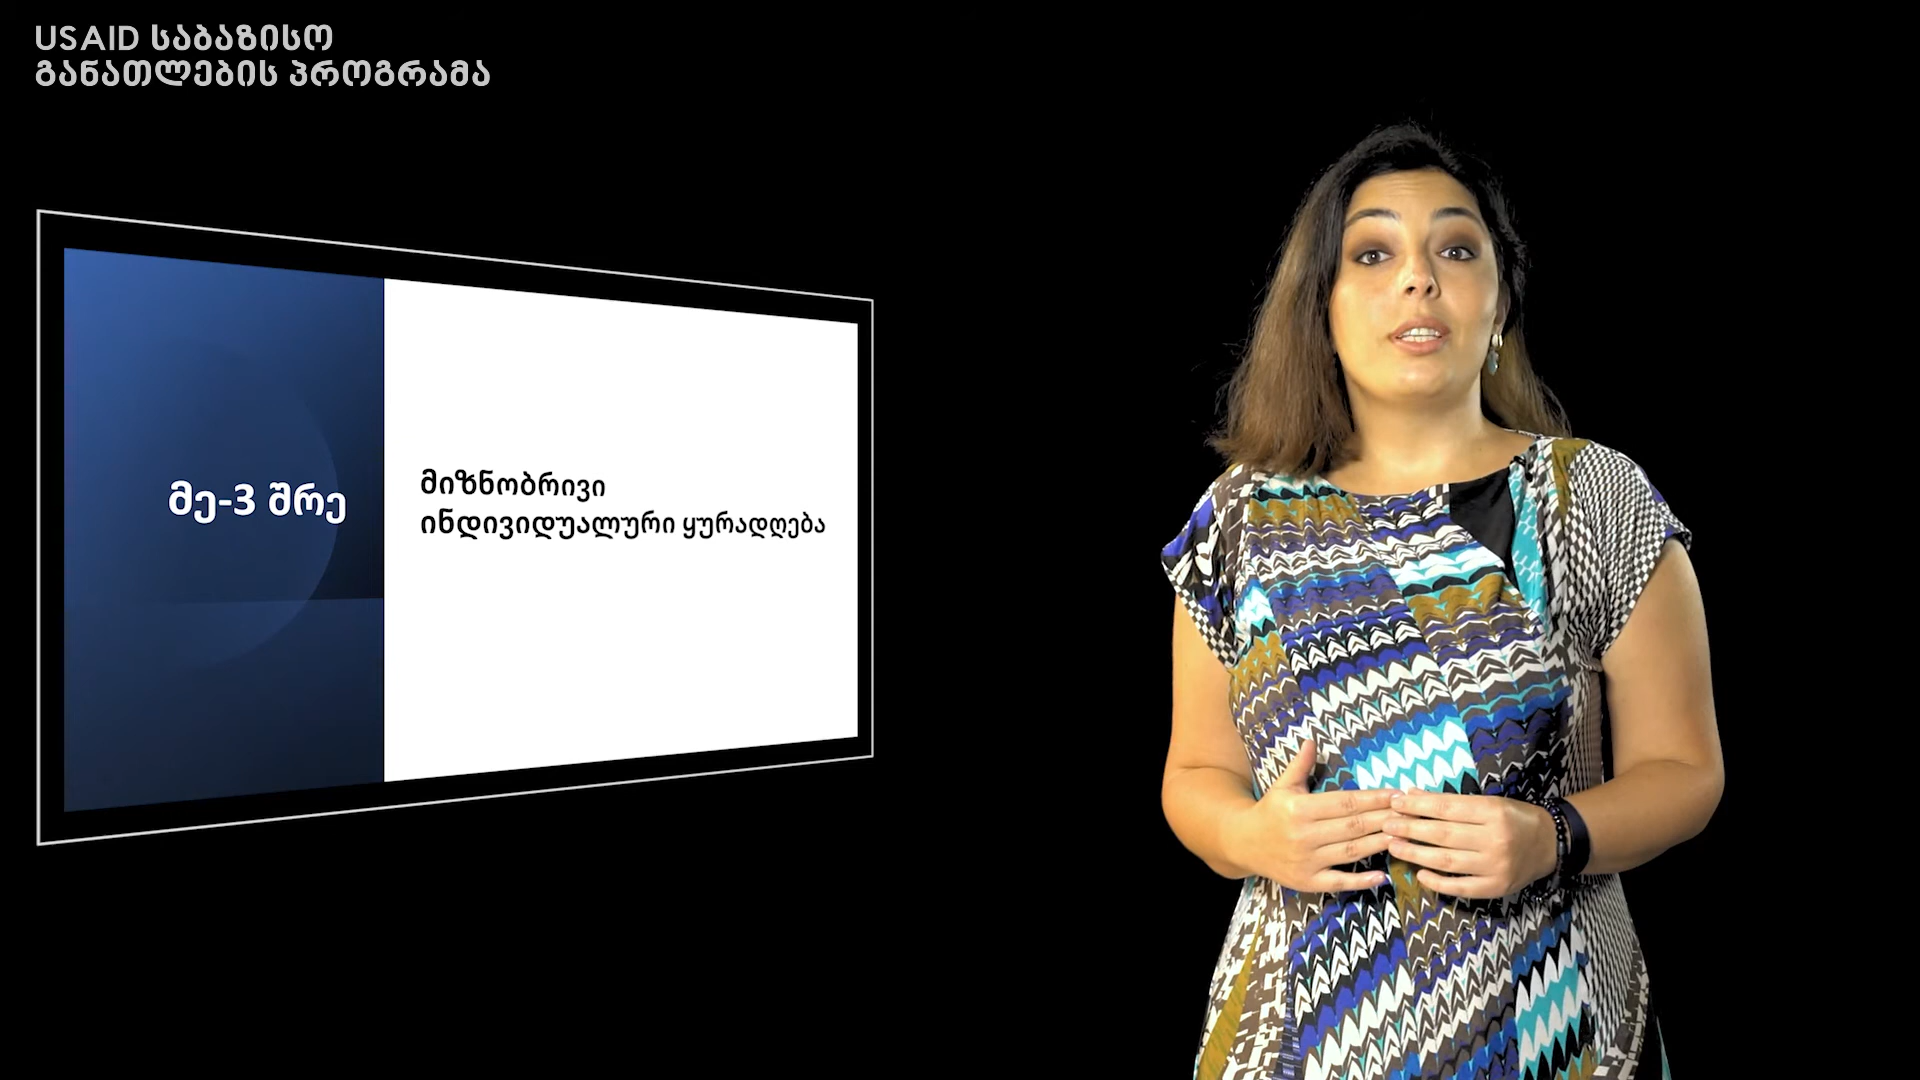 USAID საბაზისო
განათლების პროგრამა
მე-3 შრე
მიზნობრივი
ინდივიდუალური ყურადღება